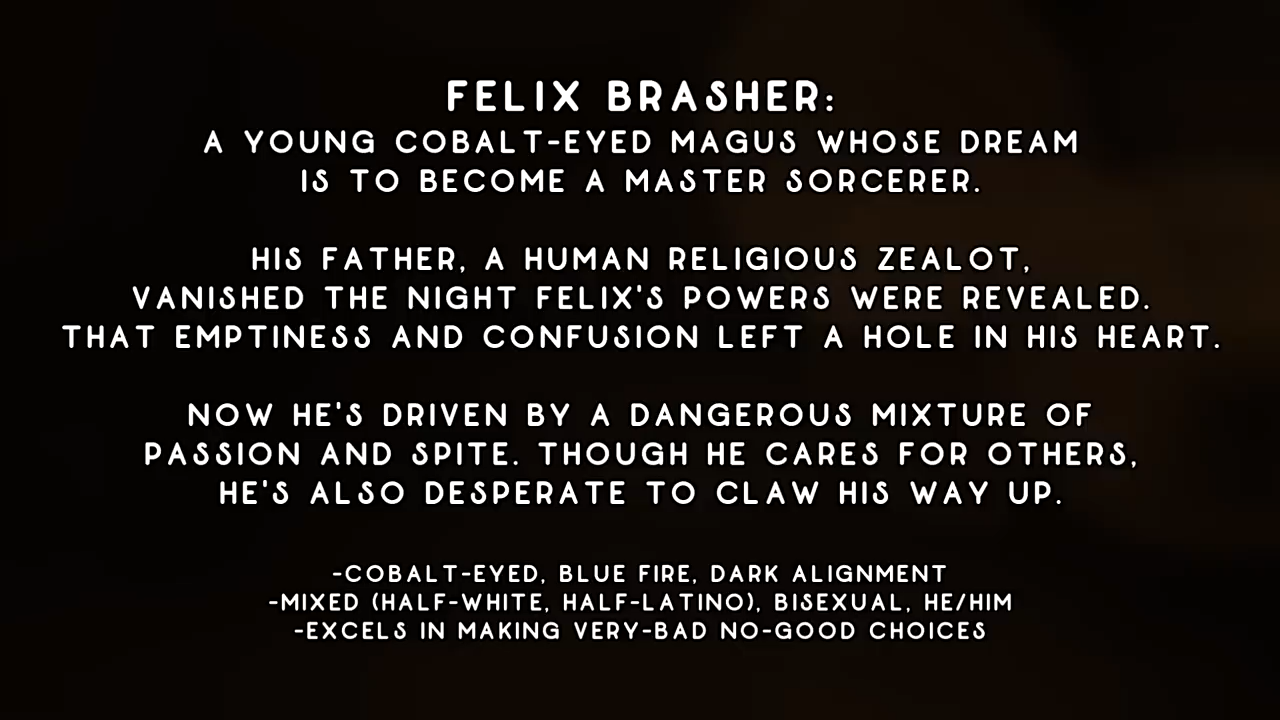 FELIX BRASHER:
A YOUNG COBALT-EYED MAGUS WHOSE DREAM
IS TO BECOME A MASTER SORCERER.
HIS FATHER, A HUMAN RELIGIOUS ZEALOT,
VANISHED THE NIGHT FELIX'S POWERS WERE REVEALED.
THAT EMPTINESS AND CONFUSION LEFT A HOLE IN HIS HEART.
NOW HE'S DRIVEN BY A DANGEROUS MIXTURE OF
PASSION AND SPITE. THOUGH HE CARES FOR OTHERS,
HE'S ALSO DESPERATE TO CLAW HIS WAY UP.
-COBALT-EYED, BLUE FIRE, DARK ALIGNMENT
-MIXED (HALF-WHITE, HALF-LATINO), BISEXUAL, HE/HIM
-EXCELS IN MAKING VERY-BAD NO-GOOD CHOICES